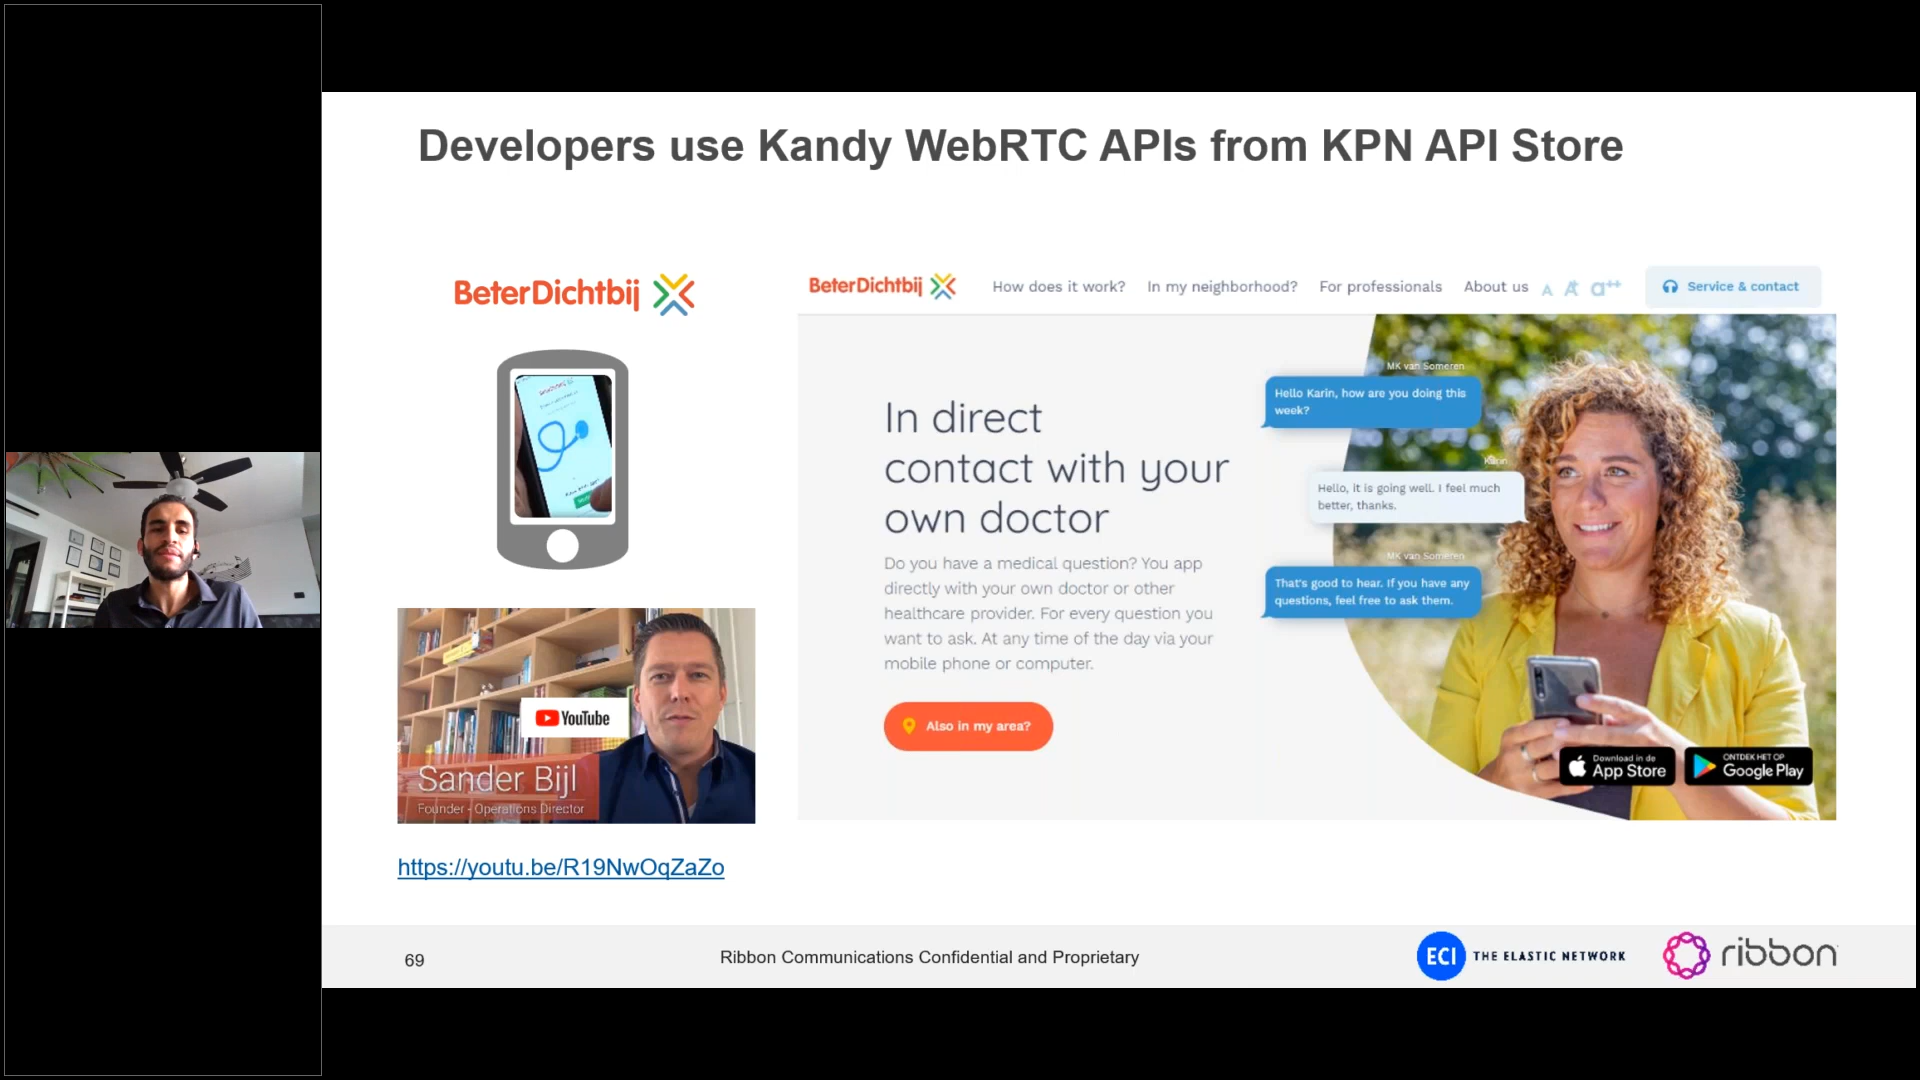 Developers use Kandy WebRTC APIs from KPN API Store
BeterDichtbij
YouTube
Sander Bijl
Founder - Operations Director
https://youtu.be/R19NwOqZaZo
BeterDichtbij
How does it work?
In my neighborhood?
For professionals
About us
A A+ a++
Service & contact
In direct
contact with your
own doctor
Do you have a medical question? You app
directly with your own doctor or other
healthcare provider. For every question you
want to ask. At any time of the day via your
mobile phone or computer.
Also in my area?
MK van Someren
Hello Karin, how are you doing this
week?
Karin
Hello, it is going well. I feel much
better, thanks.
MK van Someren
That's good to hear. If you have any
questions, feel free to ask them.
Download in de
App Store
ONTDEK HET OP
Google Play
69
Ribbon Communications Confidential and Proprietary
ECI THE ELASTIC NETWORK
ribbon